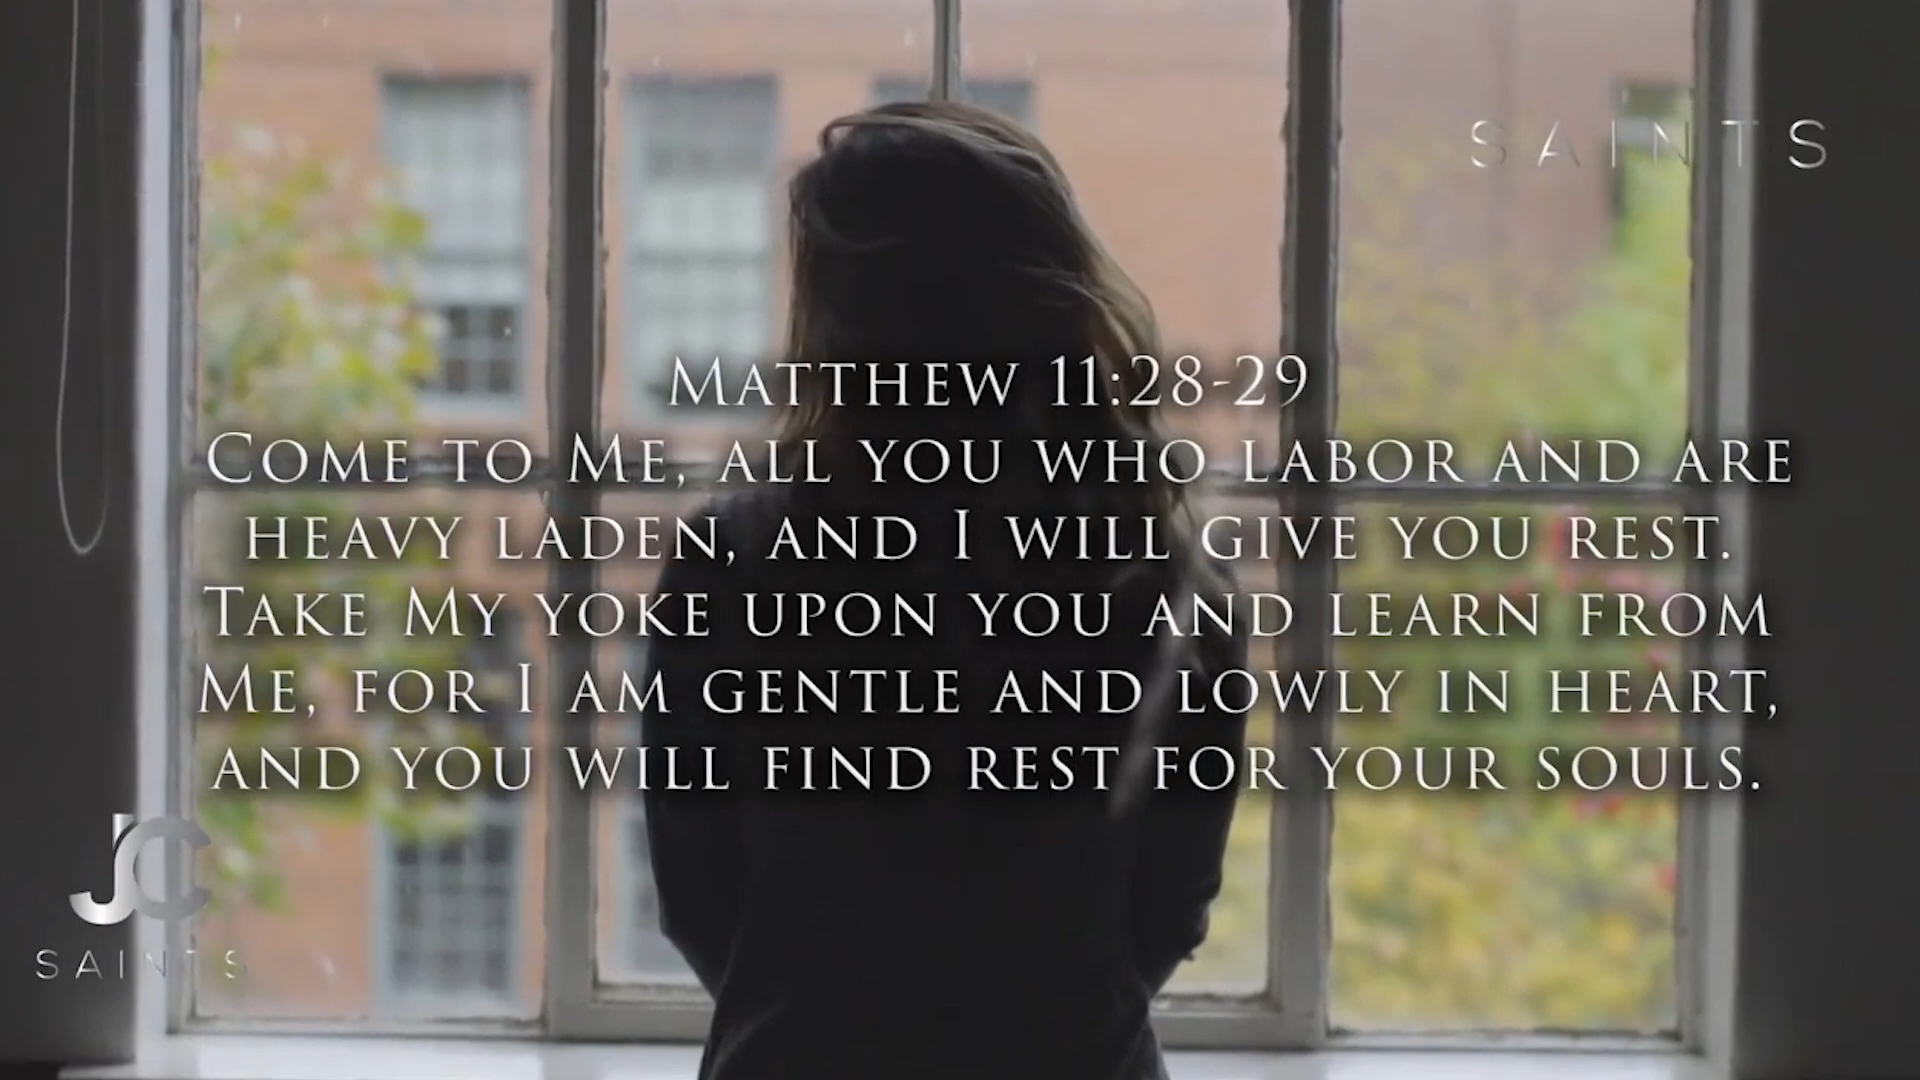 SAINTS
MATTHEW 11:28-29
COME TO ME, ALL YOU WHO LABOR AND ARE
HEAVY LADEN, AND I WILL GIVE YOU REST.
TAKE MY YOKE UPON YOU AND LEARN FROM
ME, FOR I AM GENTLE AND LOWLY IN HEART,
AND YOU WILL FIND REST FOR YOUR SOULS.
JC
SAINTS